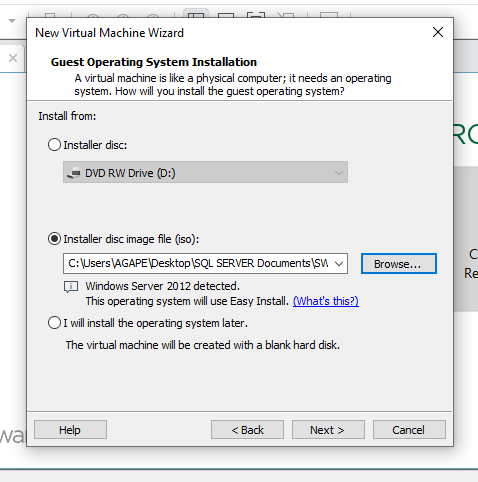 New Virtual Machine Wizard
Guest Operating System Installation
A virtual machine is like a physical computer; it needs an operating
system. How will you install the guest operating system?
Install from:
Installer disc:
DVD RW Drive (D:)
Installer disc image file (iso):
C:\Users\AGAPE\Desktop\SQL SERVER Documents\SW
Browse...
Windows Server 2012 detected.
This operating system will use Easy Install. (What's this?)
I will install the operating system later.
The virtual machine will be created with a blank hard disk.
Help
< Back
Next >
Cancel